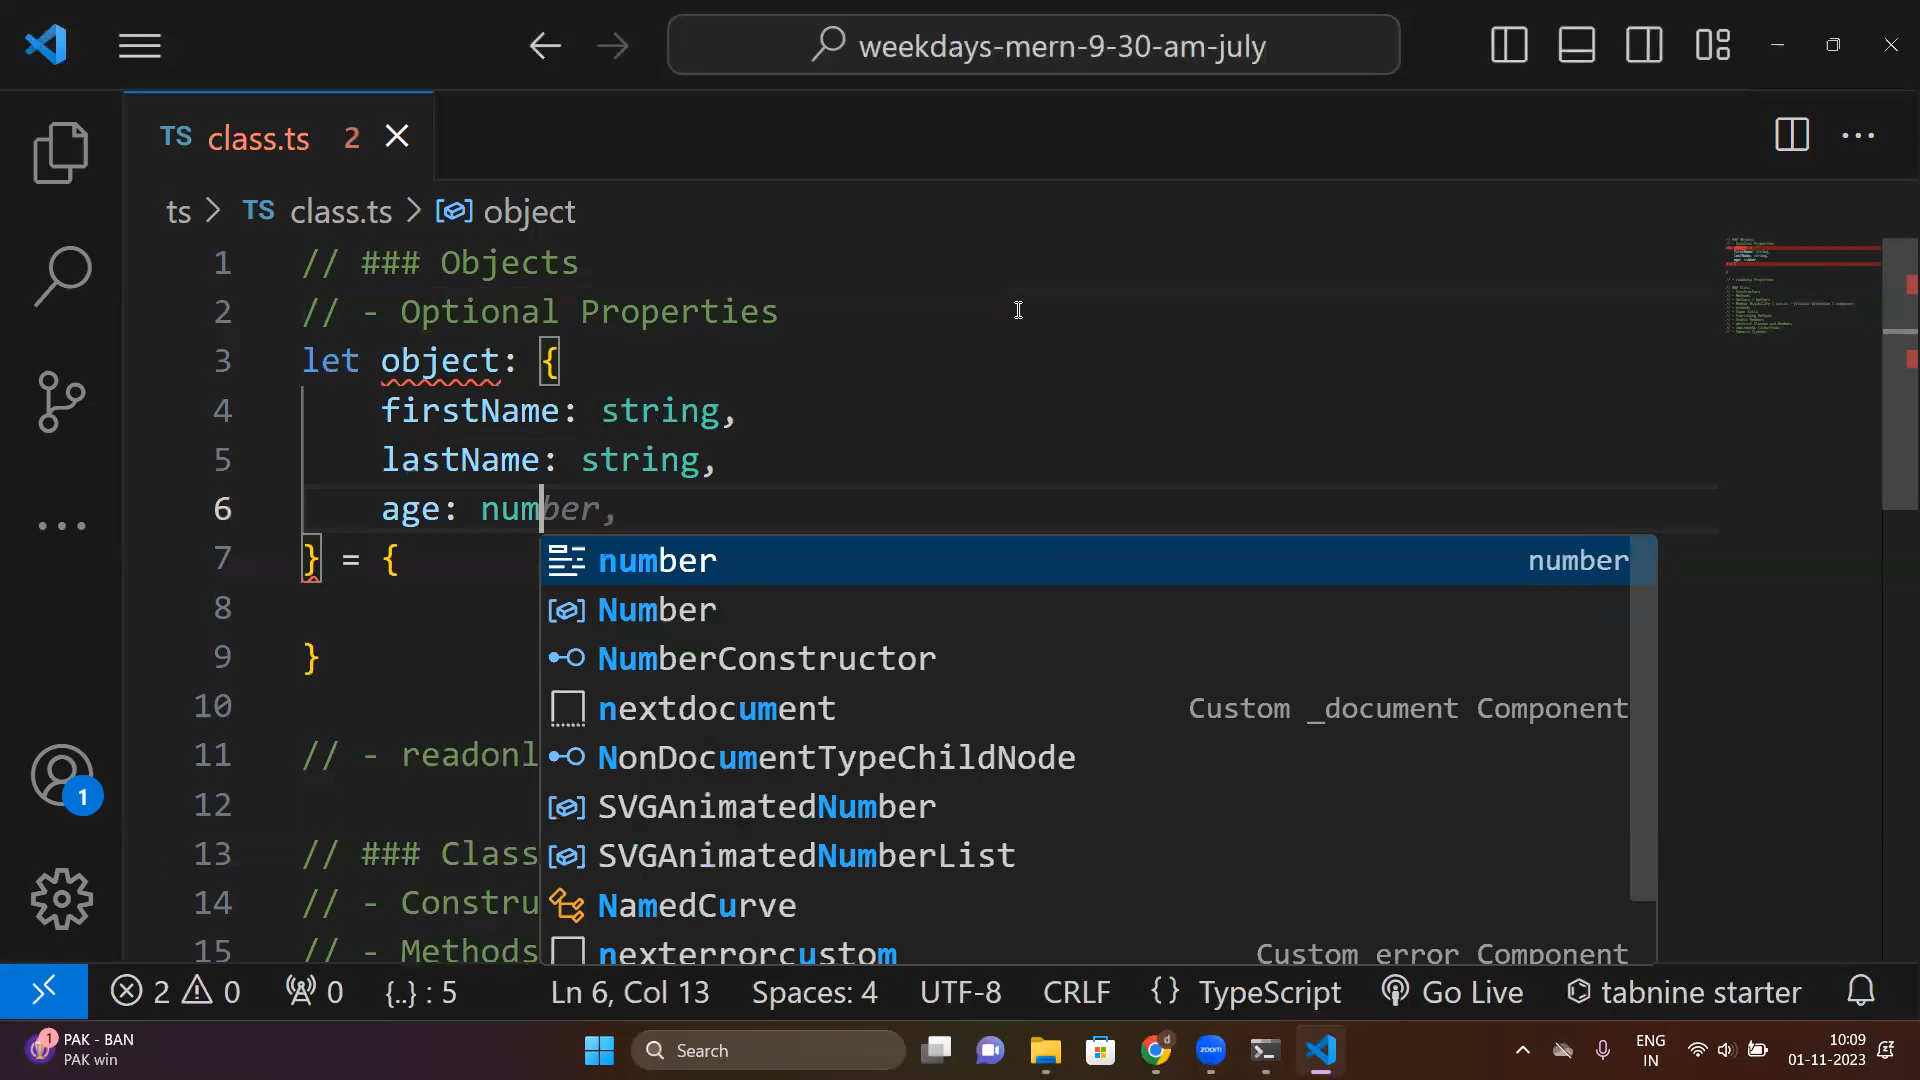 weekdays-mern-9-30-am-july
TS class.ts 2
ts > TS class.ts > object
1 // ### Objects
2 // - Optional Properties
3 let object: {
4 firstName: string,
5 lastName: string,
6 age: number,
7 } = {
number number
8
Number
9 }
NumberConstructor
10
nextdocument Custom _document Component
11 // - readonl
NonDocumentTypeChildNode
12
SVGAnimatedNumber
13 // ### Class
SVGAnimatedNumberList
14 // - Constru
NamedCurve
15 // - Methods
nexterrorcustom Custom error Component
1
2 0 0 {..} : 5 Ln 6, Col 13 Spaces: 4 UTF-8 CRLF {} TypeScript Go Live tabnine starter
1 PAK - BAN
PAK win
Search
d
zoom
ENG
IN
10:09
01-11-2023